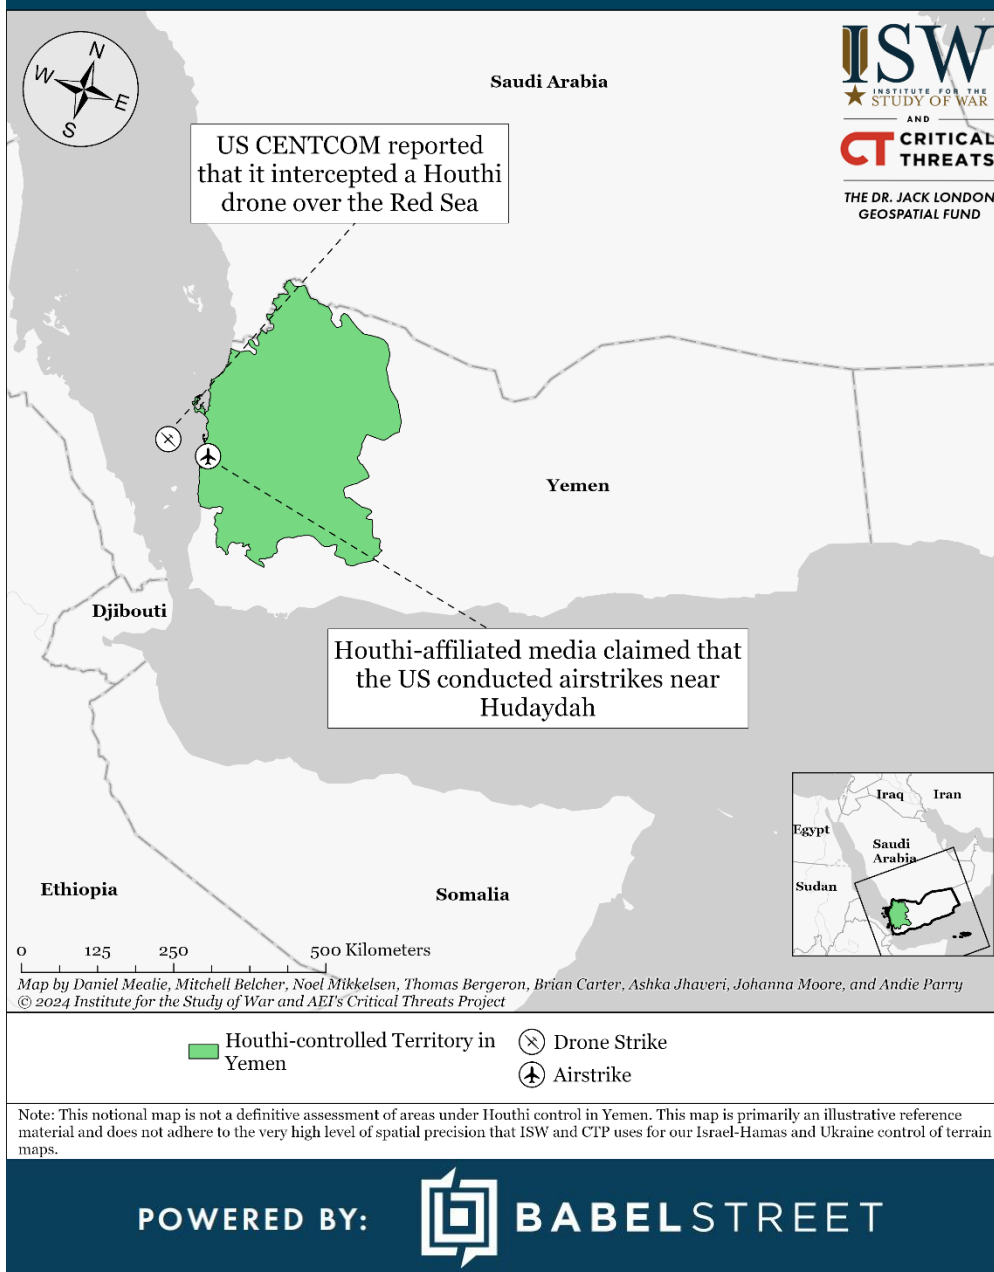 N
W
E
S
Saudi Arabia
ISW
INSTITUTE FOR THE
STUDY OF WAR
AND
CT CRITICAL
THREATS
THE DR. JACK LONDON
GEOSPATIAL FUND
US CENTCOM reported
that it intercepted a Houthi
drone over the Red Sea
Yemen
Djibouti
Houthi-affiliated media claimed that
the US conducted airstrikes near
Hudaydah
Iraq
Iran
Egypt
Saudi
Arabia
Sudan
Ethiopia
Somalia
0 125 250 500 Kilometers
Map by Daniel Mealie, Mitchell Belcher, Noel Mikkelsen, Thomas Bergeron, Brian Carter, Ashka Jhaveri, Johanna Moore, and Andie Parry
© 2024 Institute for the Study of War and AEI's Critical Threats Project
Houthi-controlled Territory in
Yemen
Drone Strike
Airstrike
Note: This notional map is not a definitive assessment of areas under Houthi control in Yemen. This map is primarily an illustrative reference
material and does not adhere to the very high level of spatial precision that ISW and CTP uses for our Israel-Hamas and Ukraine control of terrain
maps.
POWERED BY: BABELSTREET